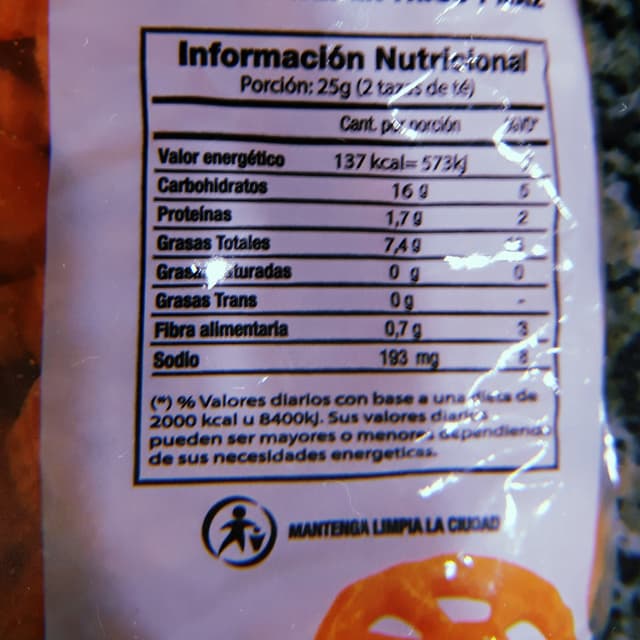 Información Nutricional
Porción: 25g (2 tazas de té)
Cant. por porción %VD*
Valor energético 137 kcal= 573kj
Carbohidratos 16 g 5
Proteínas 1,7 g 2
Grasas Totales 7,4 g
Grasas Saturadas 0 g 0
Grasas Trans 0 g -
Fibra alimentaria 0,7 g 3
Sodio 193 mg 8
(*) % Valores diarios con base a una dieta de
2000 kcal u 8400kj. Sus valores diarios
pueden ser mayores o menores dependiendo
de sus necesidades energeticas.
MANTENGA LIMPIA LA CIUDAD